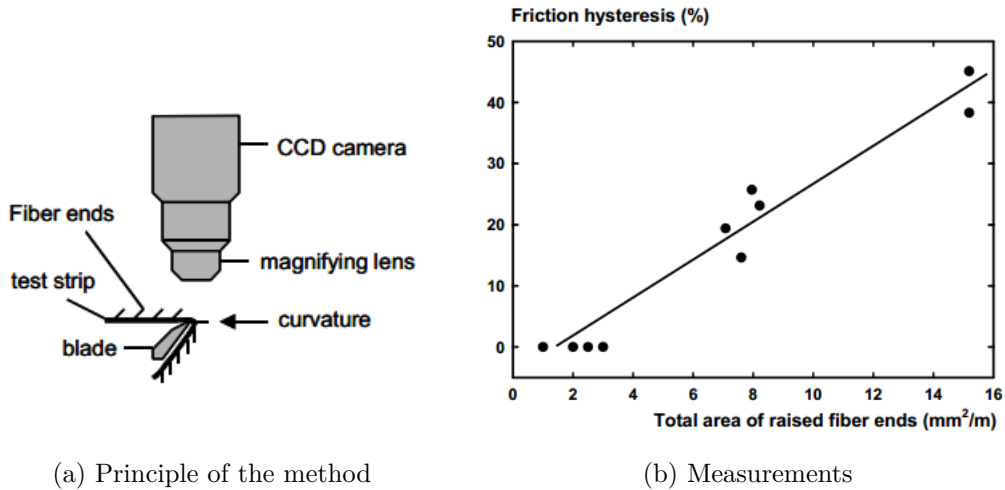 CCD camera
Fiber ends
magnifying lens
test strip
curvature
blade
(a) Principle of the method
Friction hysteresis (%)
50
40
30
20
10
0
0 2 4 6 8 10 12 14 16
Total area of raised fiber ends (mm²/m)
(b) Measurements